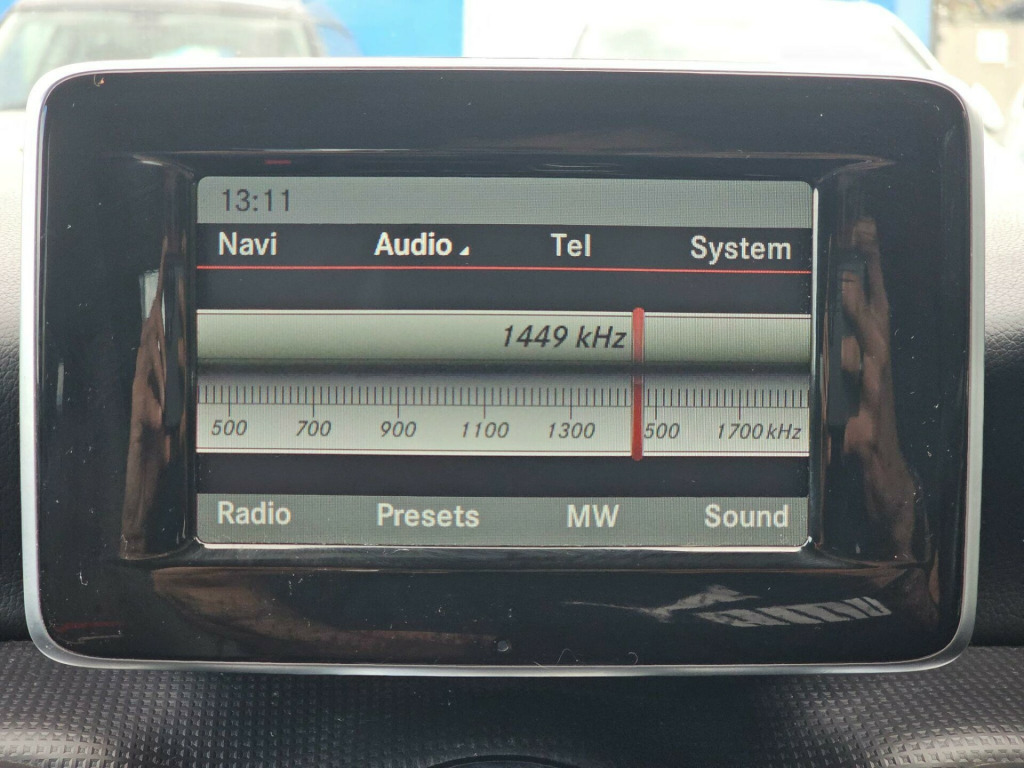 13:11
Navi Audio Tel System
1449 kHz
500 700 900 1100 1300 500 1700 kHz
Radio Presets MW Sound